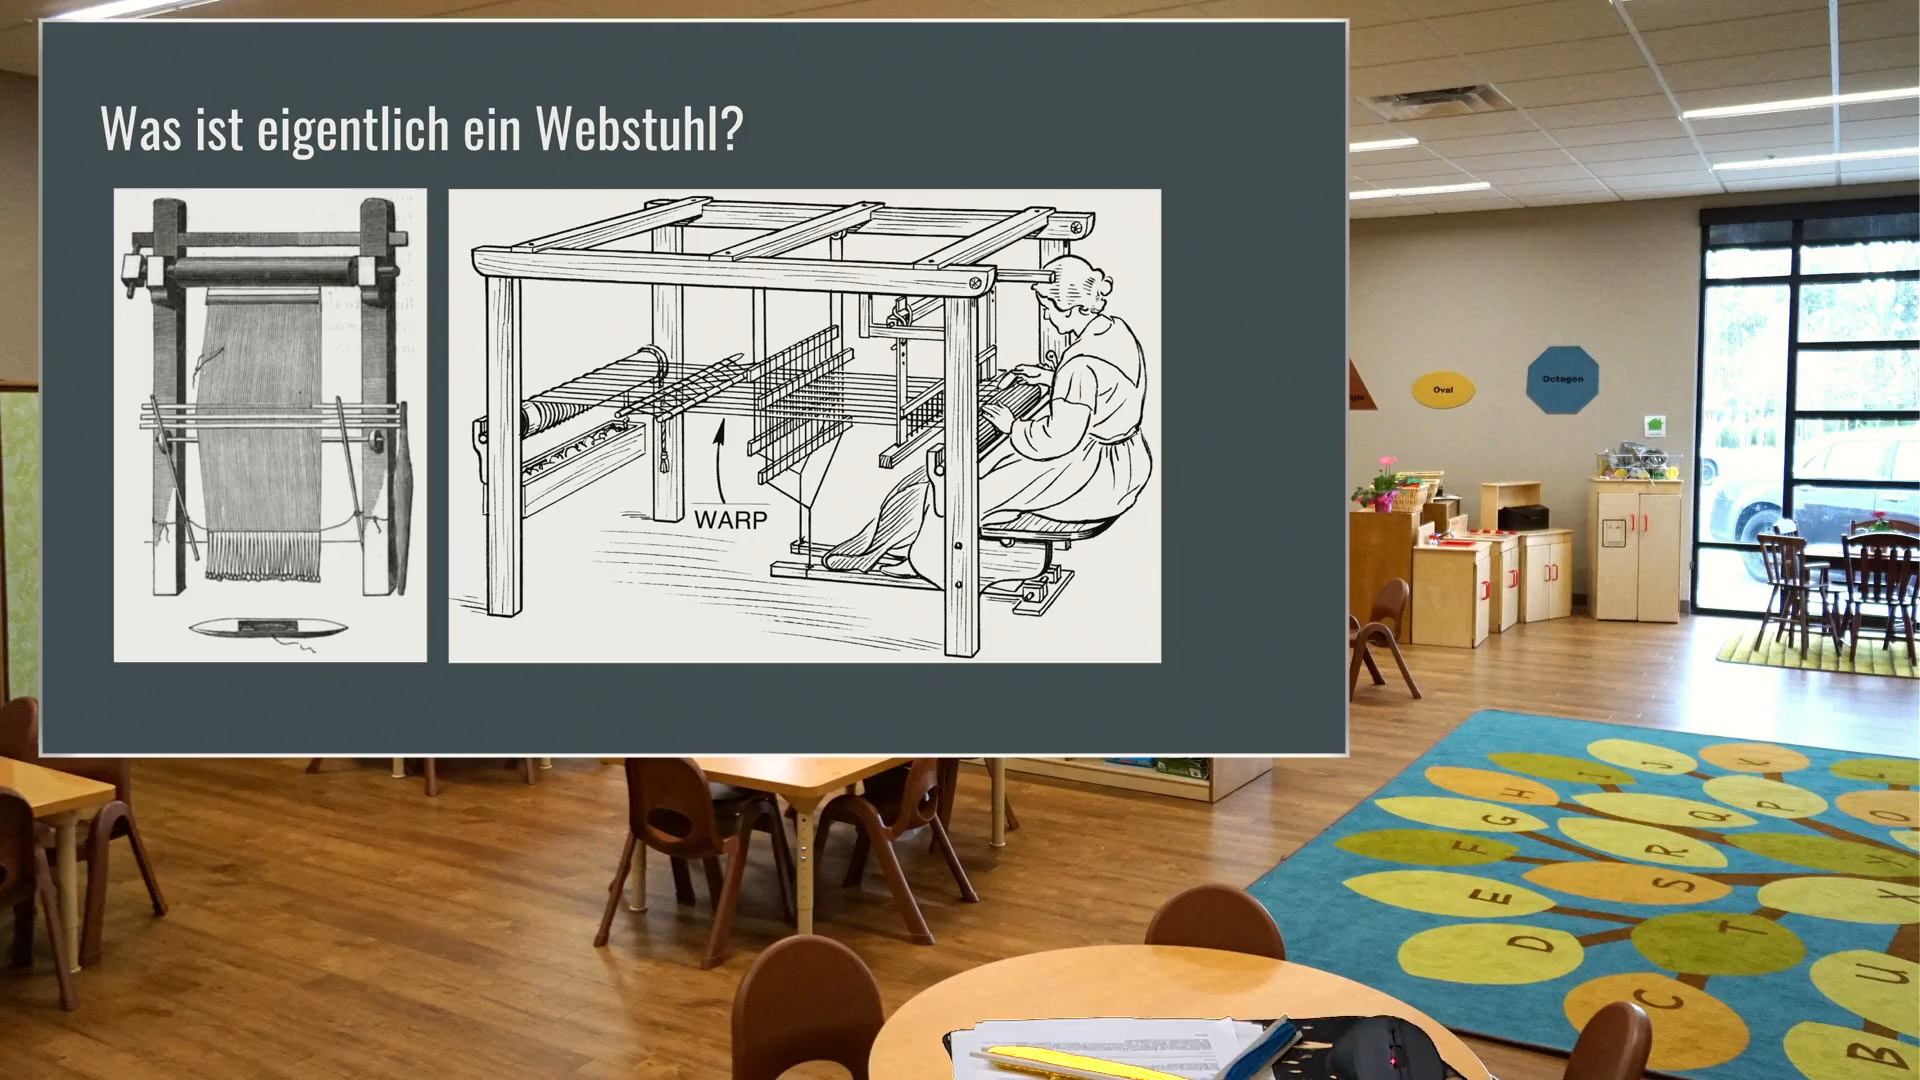 Was ist eigentlich ein Webstuhl?
WARP
Oval
Octagon
I
J
K
L
H
G
Q
P
O
F
R
E
S
X
D
T
C
U
B